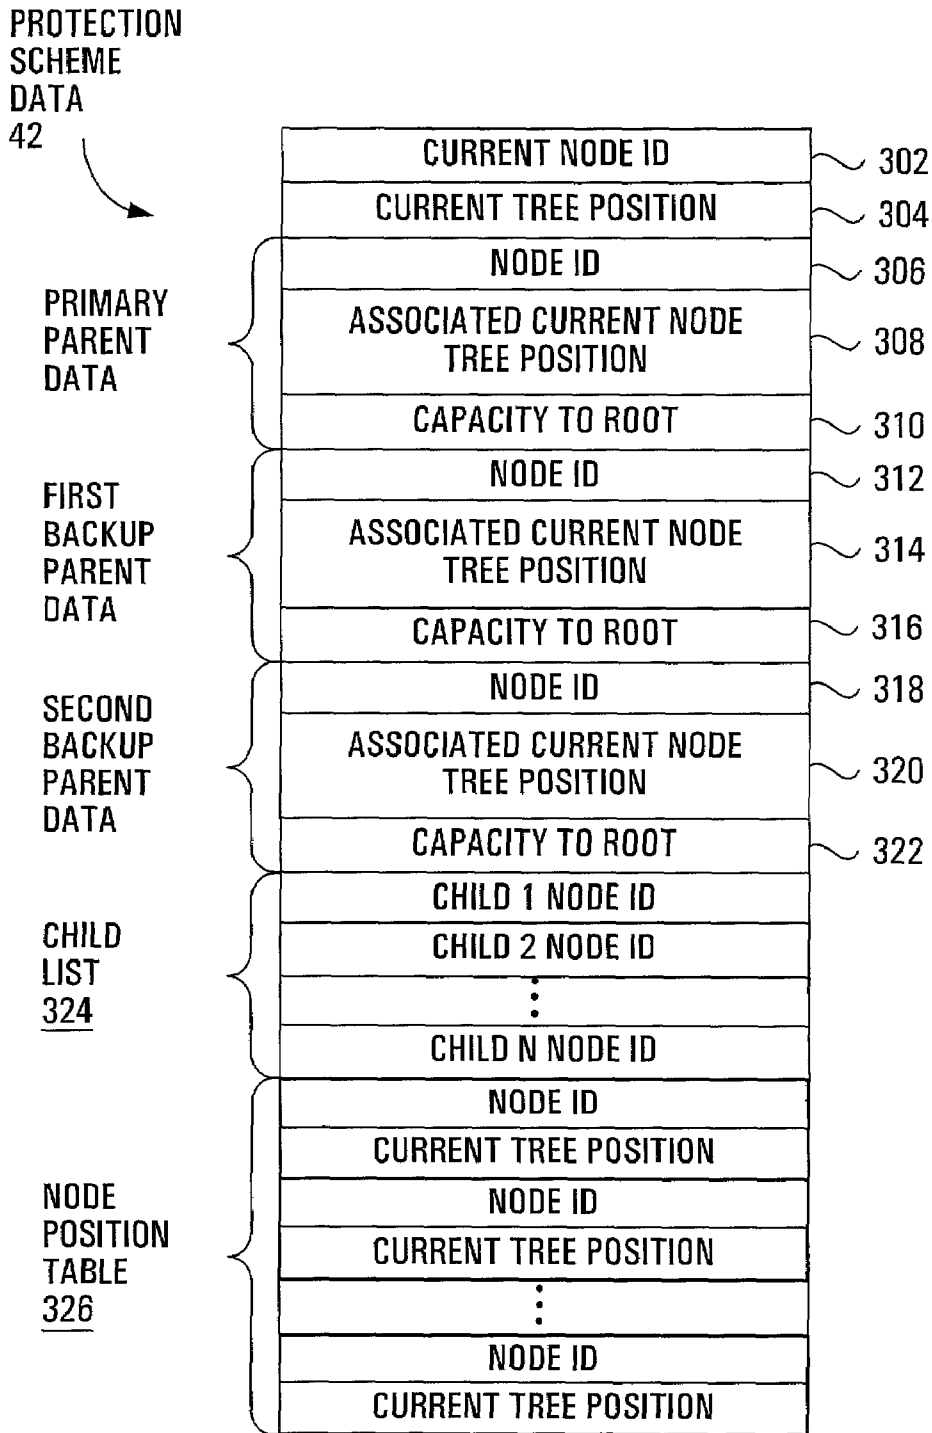 PROTECTION
SCHEME
DATA
42
CURRENT NODE ID
302
CURRENT TREE POSITION
304
PRIMARY
PARENT
DATA
NODE ID
306
ASSOCIATED CURRENT NODE
TREE POSITION
308
CAPACITY TO ROOT
310
FIRST
BACKUP
PARENT
DATA
NODE ID
312
ASSOCIATED CURRENT NODE
TREE POSITION
314
CAPACITY TO ROOT
316
SECOND
BACKUP
PARENT
DATA
NODE ID
318
ASSOCIATED CURRENT NODE
TREE POSITION
320
CAPACITY TO ROOT
322
CHILD
LIST
324
CHILD 1 NODE ID
CHILD 2 NODE ID
CHILD N NODE ID
NODE
POSITION
TABLE
326
NODE ID
CURRENT TREE POSITION
NODE ID
CURRENT TREE POSITION
NODE ID
CURRENT TREE POSITION